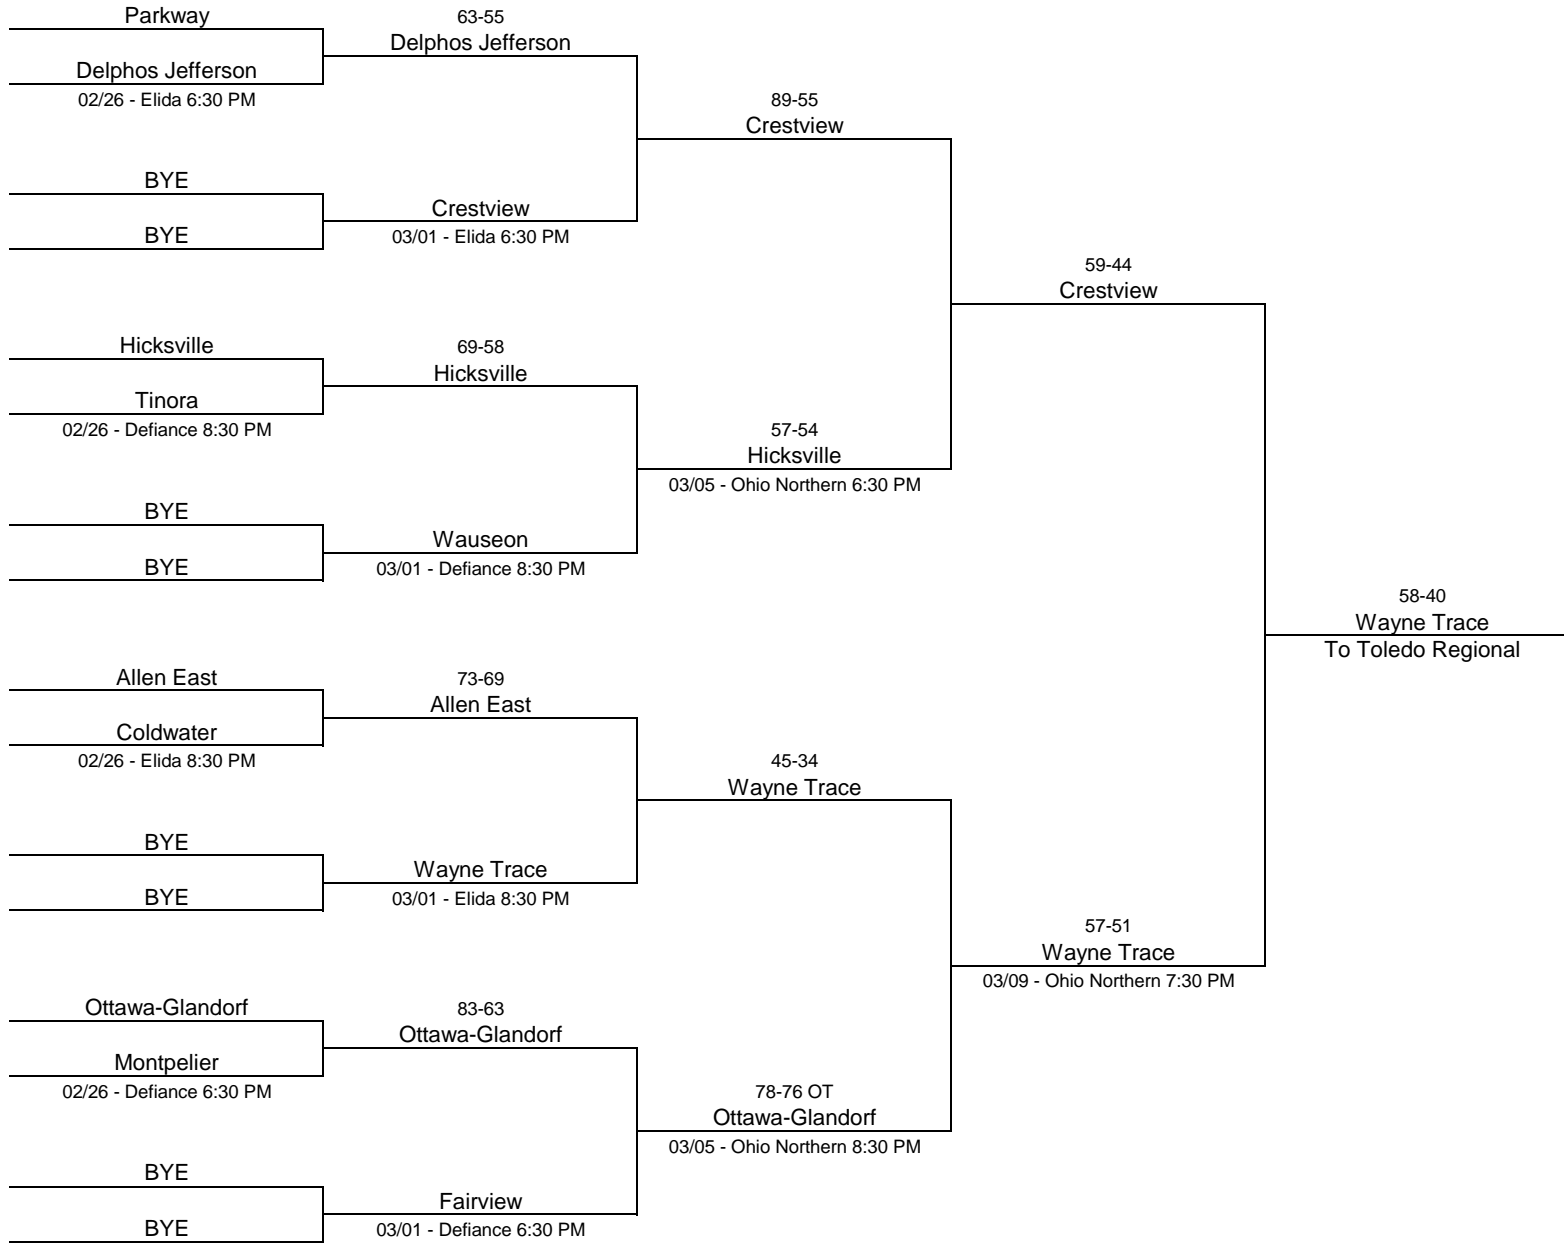 Parkway
Delphos Jefferson
02/26 - Elida 6:30 PM
BYE
BYE
Hicksville
Tinora
02/26 - Defiance 8:30 PM
BYE
BYE
Allen East
Coldwater
02/26 - Elida 8:30 PM
BYE
BYE
Ottawa-Glandorf
Montpelier
02/26 - Defiance 6:30 PM
BYE
BYE
63-55
Delphos Jefferson
Crestview
03/01 - Elida 6:30 PM
69-58
Hicksville
Wauseon
03/01 - Defiance 8:30 PM
73-69
Allen East
Wayne Trace
03/01 - Elida 8:30 PM
83-63
Ottawa-Glandorf
Fairview
03/01 - Defiance 6:30 PM
89-55
Crestview
57-54
Hicksville
03/05 - Ohio Northern 6:30 PM
45-34
Wayne Trace
78-76 OT
Ottawa-Glandorf
03/05 - Ohio Northern 8:30 PM
59-44
Crestview
57-51
Wayne Trace
03/09 - Ohio Northern 7:30 PM
58-40
Wayne Trace
To Toledo Regional